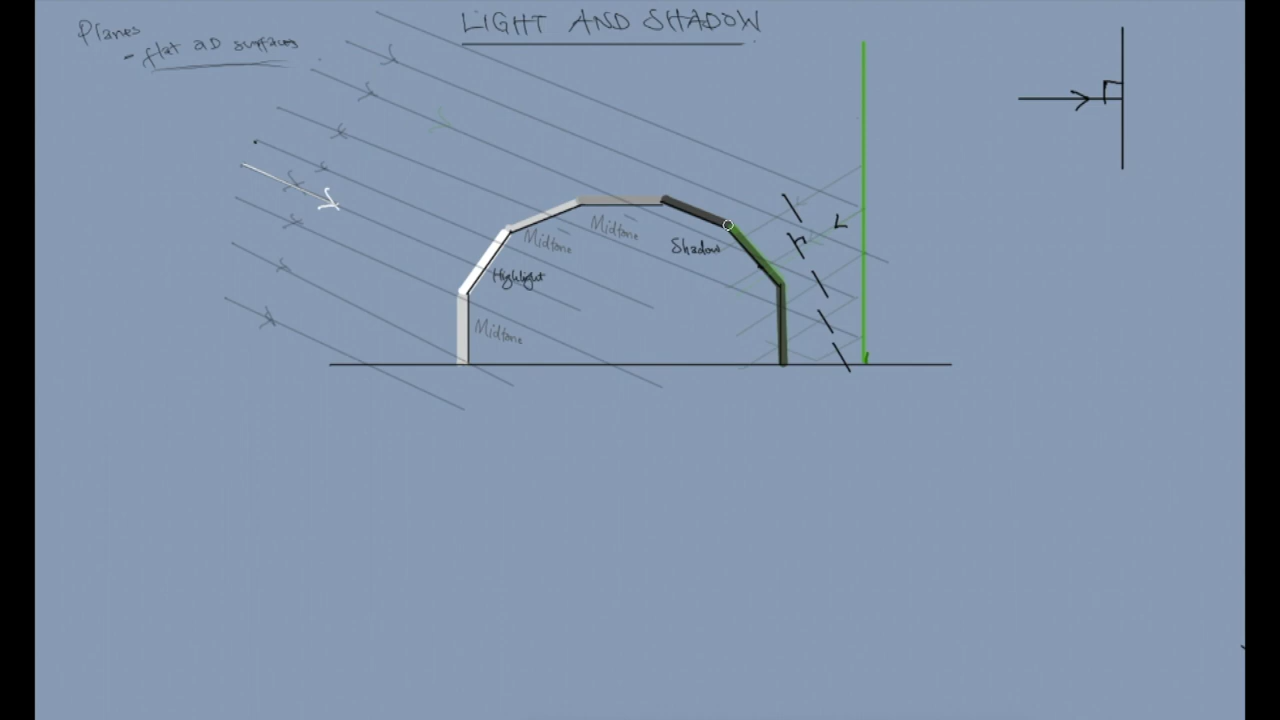 LIGHT AND SHADOW
Planes
- flat 2D surfaces
Midtone
Midtone
Shadow
Highlight
Midtone